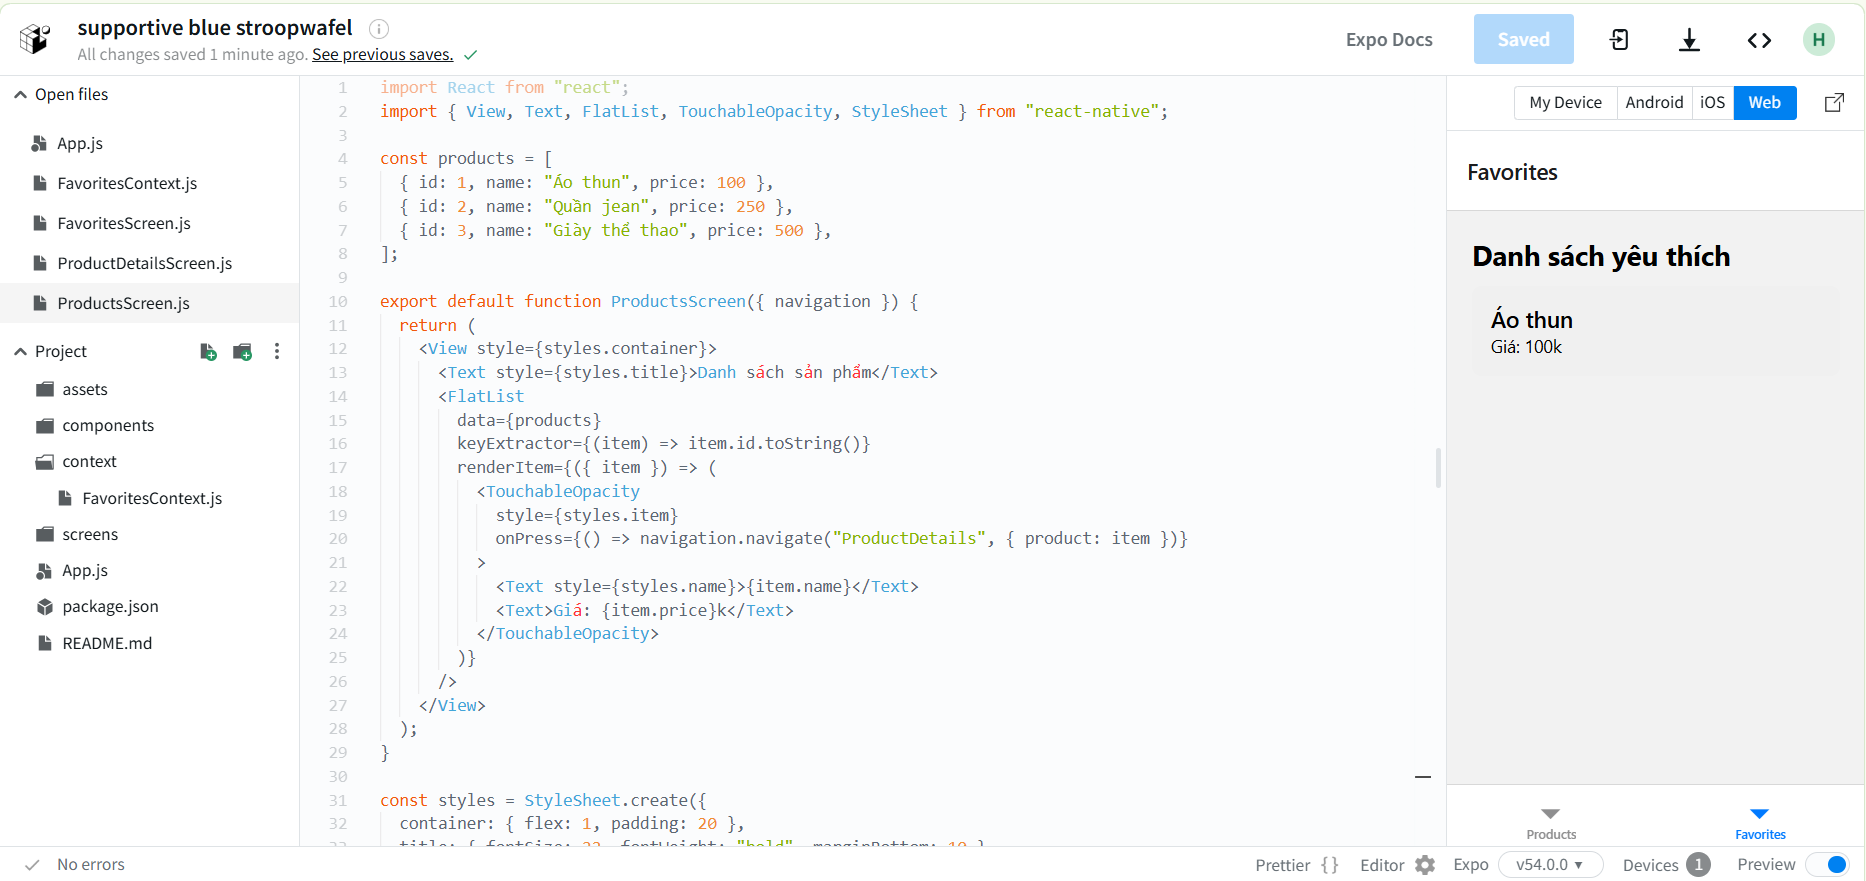 supportive blue stroopwafel
All changes saved 1 minute ago. See previous saves.
Expo Docs
Saved
H
Open files
App.js
FavoritesContext.js
FavoritesScreen.js
ProductDetailsScreen.js
ProductsScreen.js
Project
assets
components
context
FavoritesContext.js
screens
App.js
package.json
README.md
1 import React from "react";
2 import { View, Text, FlatList, TouchableOpacity, StyleSheet } from "react-native";
3
4 const products = [
5 { id: 1, name: "Áo thun", price: 100 },
6 { id: 2, name: "Quần jean", price: 250 },
7 { id: 3, name: "Giày thể thao", price: 500 },
8 ];
9
10 export default function ProductsScreen({ navigation }) {
11 return (
12 <View style={styles.container}>
13 <Text style={styles.title}>Danh sách sản phẩm</Text>
14 <FlatList
15 data={products}
16 keyExtractor={(item) => item.id.toString()}
17 renderItem={({ item }) => (
18 <TouchableOpacity
19 style={styles.item}
20 onPress={() => navigation.navigate("ProductDetails", { product: item })}
21 >
22 <Text style={styles.name}>{item.name}</Text>
23 <Text>Giá: {item.price}k</Text>
24 </TouchableOpacity>
25 )}
26 />
27 </View>
28 );
29 }
30
31 const styles = StyleSheet.create({
32 container: { flex: 1, padding: 20 },
My Device
Android
iOS
Web
Favorites
Danh sách yêu thích
Áo thun
Giá: 100k
Products
Favorites
No errors
Prettier {}
Editor
Expo
v54.0.0
Devices 1
Preview